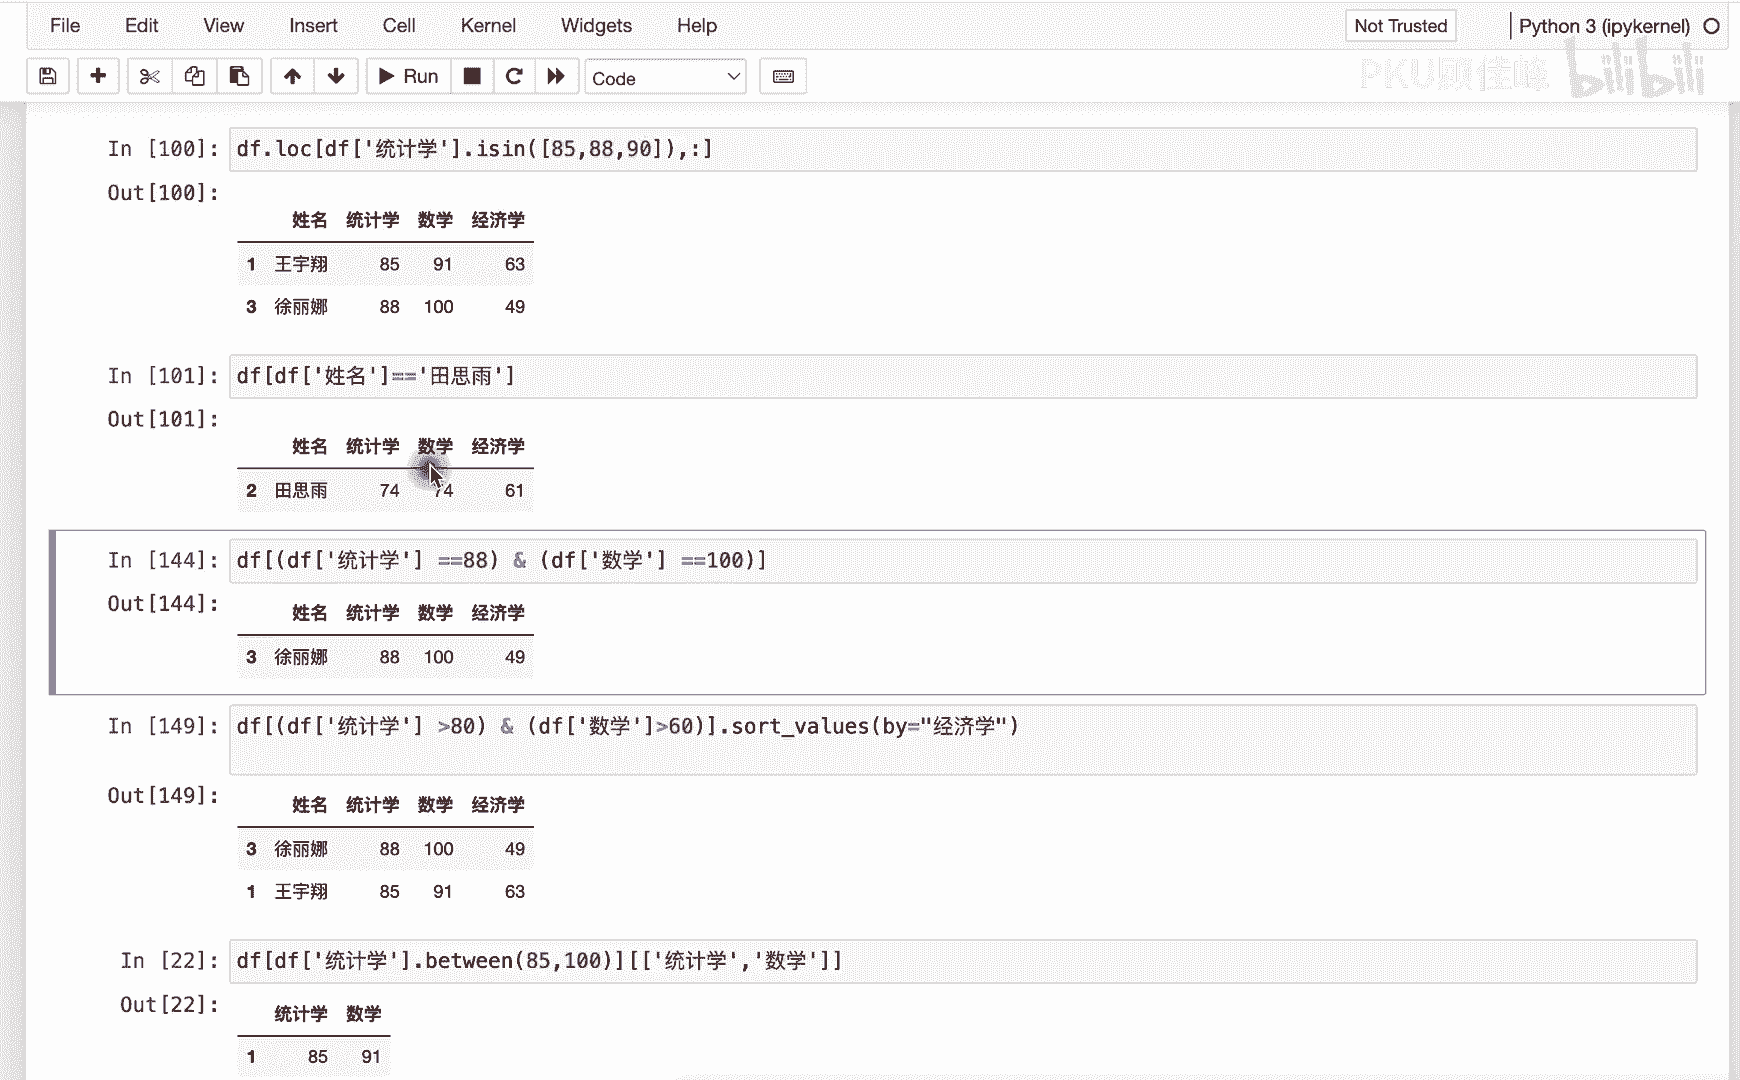 File Edit View Insert Cell Kernel Widgets Help Not Trusted Python 3 (ipykernel)
Run Code
PKU顾佳峰 bilibili
In [100]: df.loc[df['统计学'].isin([85,88,90]),:]
Out[100]:
姓名 统计学 数学 经济学
1 王宇翔 85 91 63
3 徐丽娜 88 100 49
In [101]: df[df['姓名']=='田思雨']
Out[101]:
姓名 统计学 数学 经济学
2 田思雨 74 74 61
In [144]: df[(df['统计学'] ==88) & (df['数学'] ==100)]
Out[144]:
姓名 统计学 数学 经济学
3 徐丽娜 88 100 49
In [149]: df[(df['统计学'] >80) & (df['数学']>60)].sort_values(by="经济学")
Out[149]:
姓名 统计学 数学 经济学
3 徐丽娜 88 100 49
1 王宇翔 85 91 63
In [22]: df[df['统计学'].between(85,100)][['统计学','数学']]
Out[22]:
统计学 数学
1 85 91